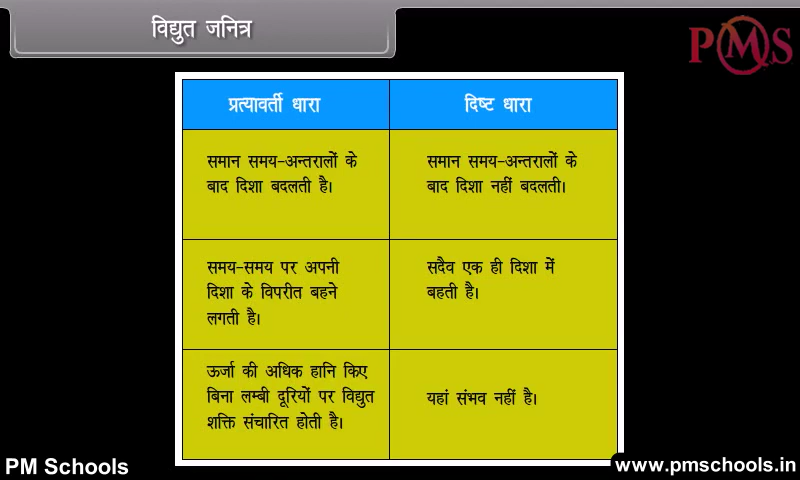 विद्युत जनित्र
PMS
प्रत्यावर्ती धारा
दिष्ट धारा
समान समय-अन्तरालों के
बाद दिशा बदलती है।
समान समय-अन्तरालों के
बाद दिशा नहीं बदलती।
समय-समय पर अपनी
दिशा के विपरीत बहने
लगती है।
सदैव एक ही दिशा में
बहती है।
ऊर्जा की अधिक हानि किए
बिना लम्बी दूरियों पर विद्युत
शक्ति संचारित होती है।
यहां संभव नहीं है।
PM Schools
www.pmschools.in